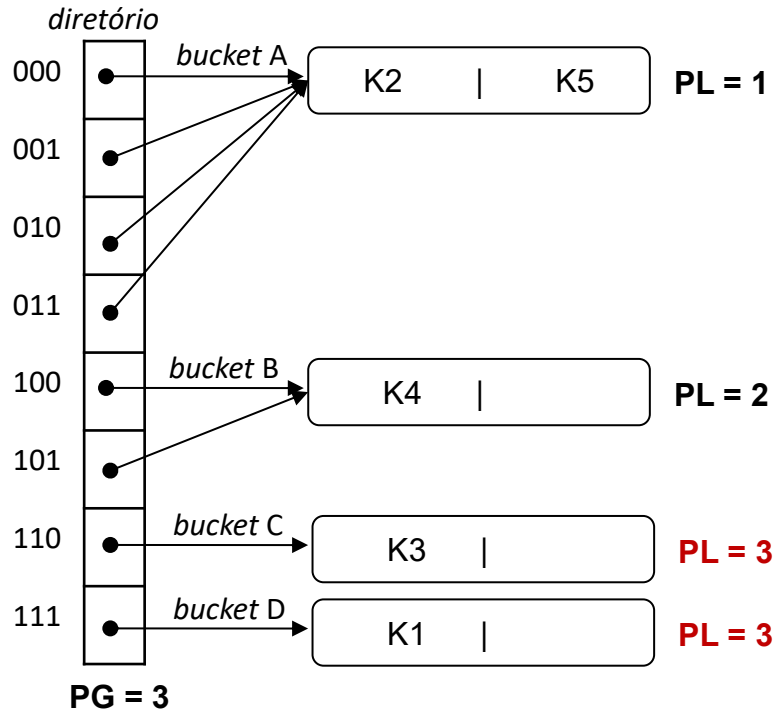 diretório
000 bucket A K2 | K5 PL = 1
001
010
011
100 bucket B K4 | PL = 2
101
110 bucket C K3 | PL = 3
111 bucket D K1 | PL = 3
PG = 3